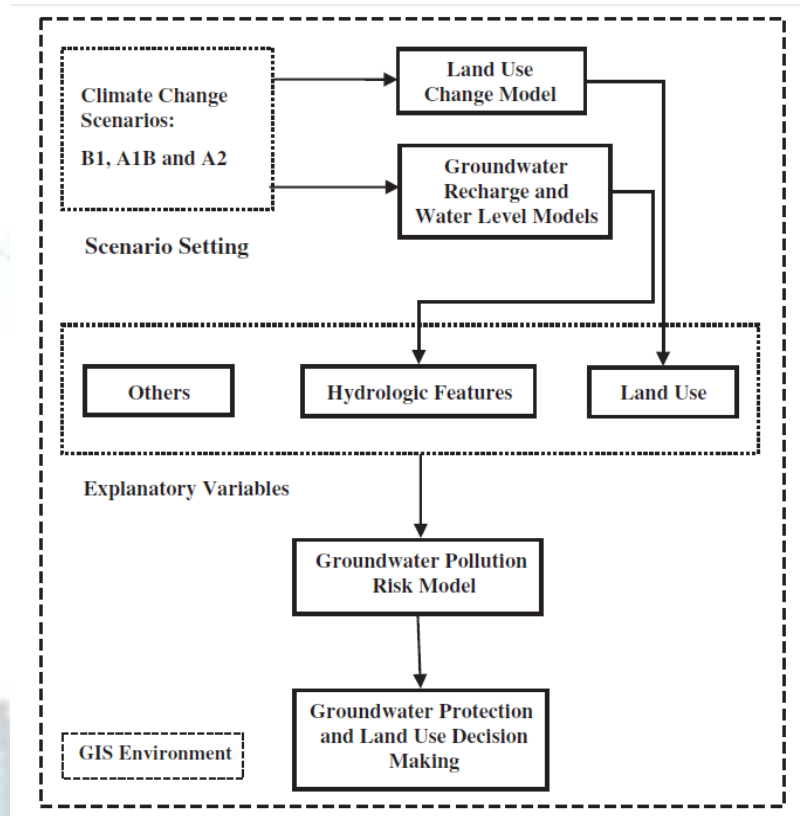 Climate Change
Scenarios:
B1, A1B and A2
Land Use
Change Model
Groundwater
Recharge and
Water Level Models
Scenario Setting
Others
Hydrologic Features
Land Use
Explanatory Variables
Groundwater Pollution
Risk Model
Groundwater Protection
and Land Use Decision
Making
GIS Environment